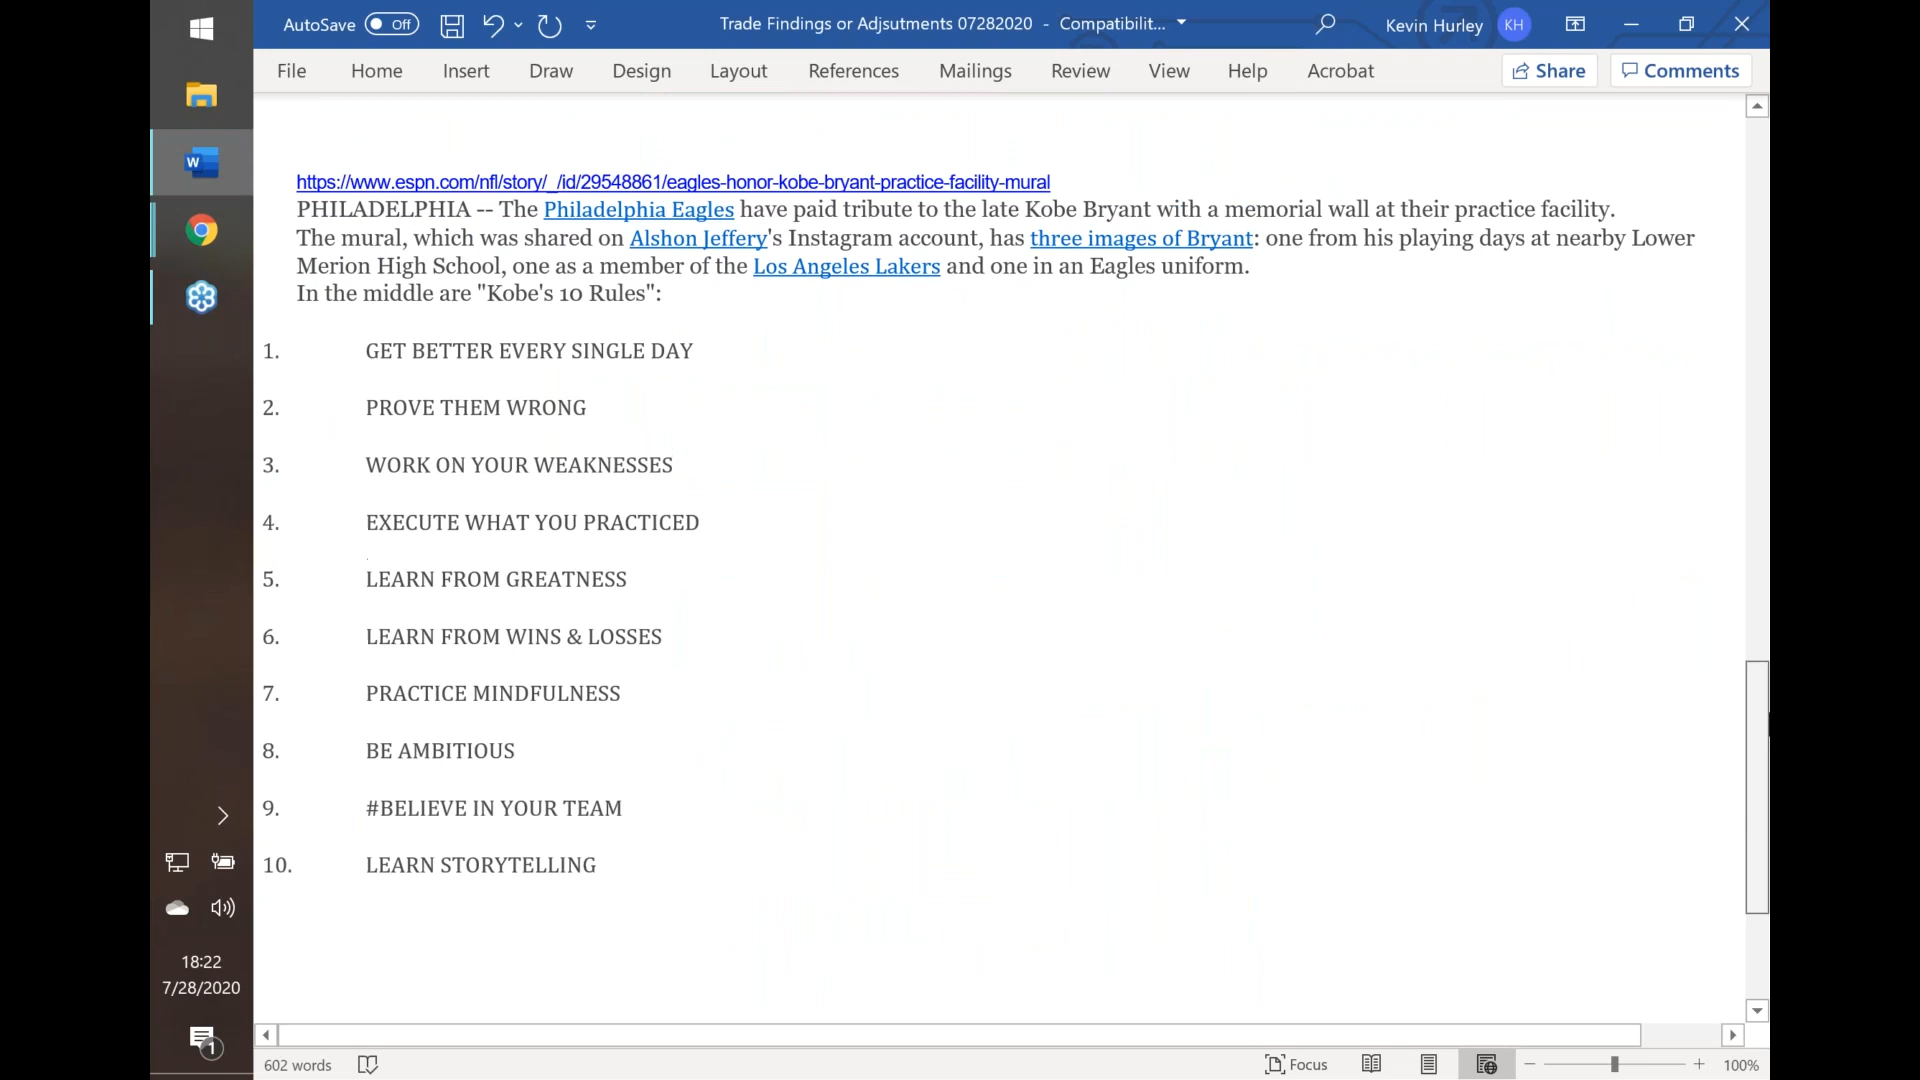 AutoSave Off Trade Findings or Adjsutments 07282020 - Compatibilit... Kevin Hurley KH
File Home Insert Draw Design Layout References Mailings Review View Help Acrobat Share Comments
https://www.espn.com/nfl/story/_/id/29548861/eagles-honor-kobe-bryant-practice-facility-mural
PHILADELPHIA -- The Philadelphia Eagles have paid tribute to the late Kobe Bryant with a memorial wall at their practice facility.
The mural, which was shared on Alshon Jeffery's Instagram account, has three images of Bryant: one from his playing days at nearby Lower
Merion High School, one as a member of the Los Angeles Lakers and one in an Eagles uniform.
In the middle are "Kobe's 10 Rules":
1. GET BETTER EVERY SINGLE DAY
2. PROVE THEM WRONG
3. WORK ON YOUR WEAKNESSES
4. EXECUTE WHAT YOU PRACTICED
5. LEARN FROM GREATNESS
6. LEARN FROM WINS & LOSSES
7. PRACTICE MINDFULNESS
8. BE AMBITIOUS
9. #BELIEVE IN YOUR TEAM
10. LEARN STORYTELLING
W
18:22
7/28/2020
1
602 words Focus 100%